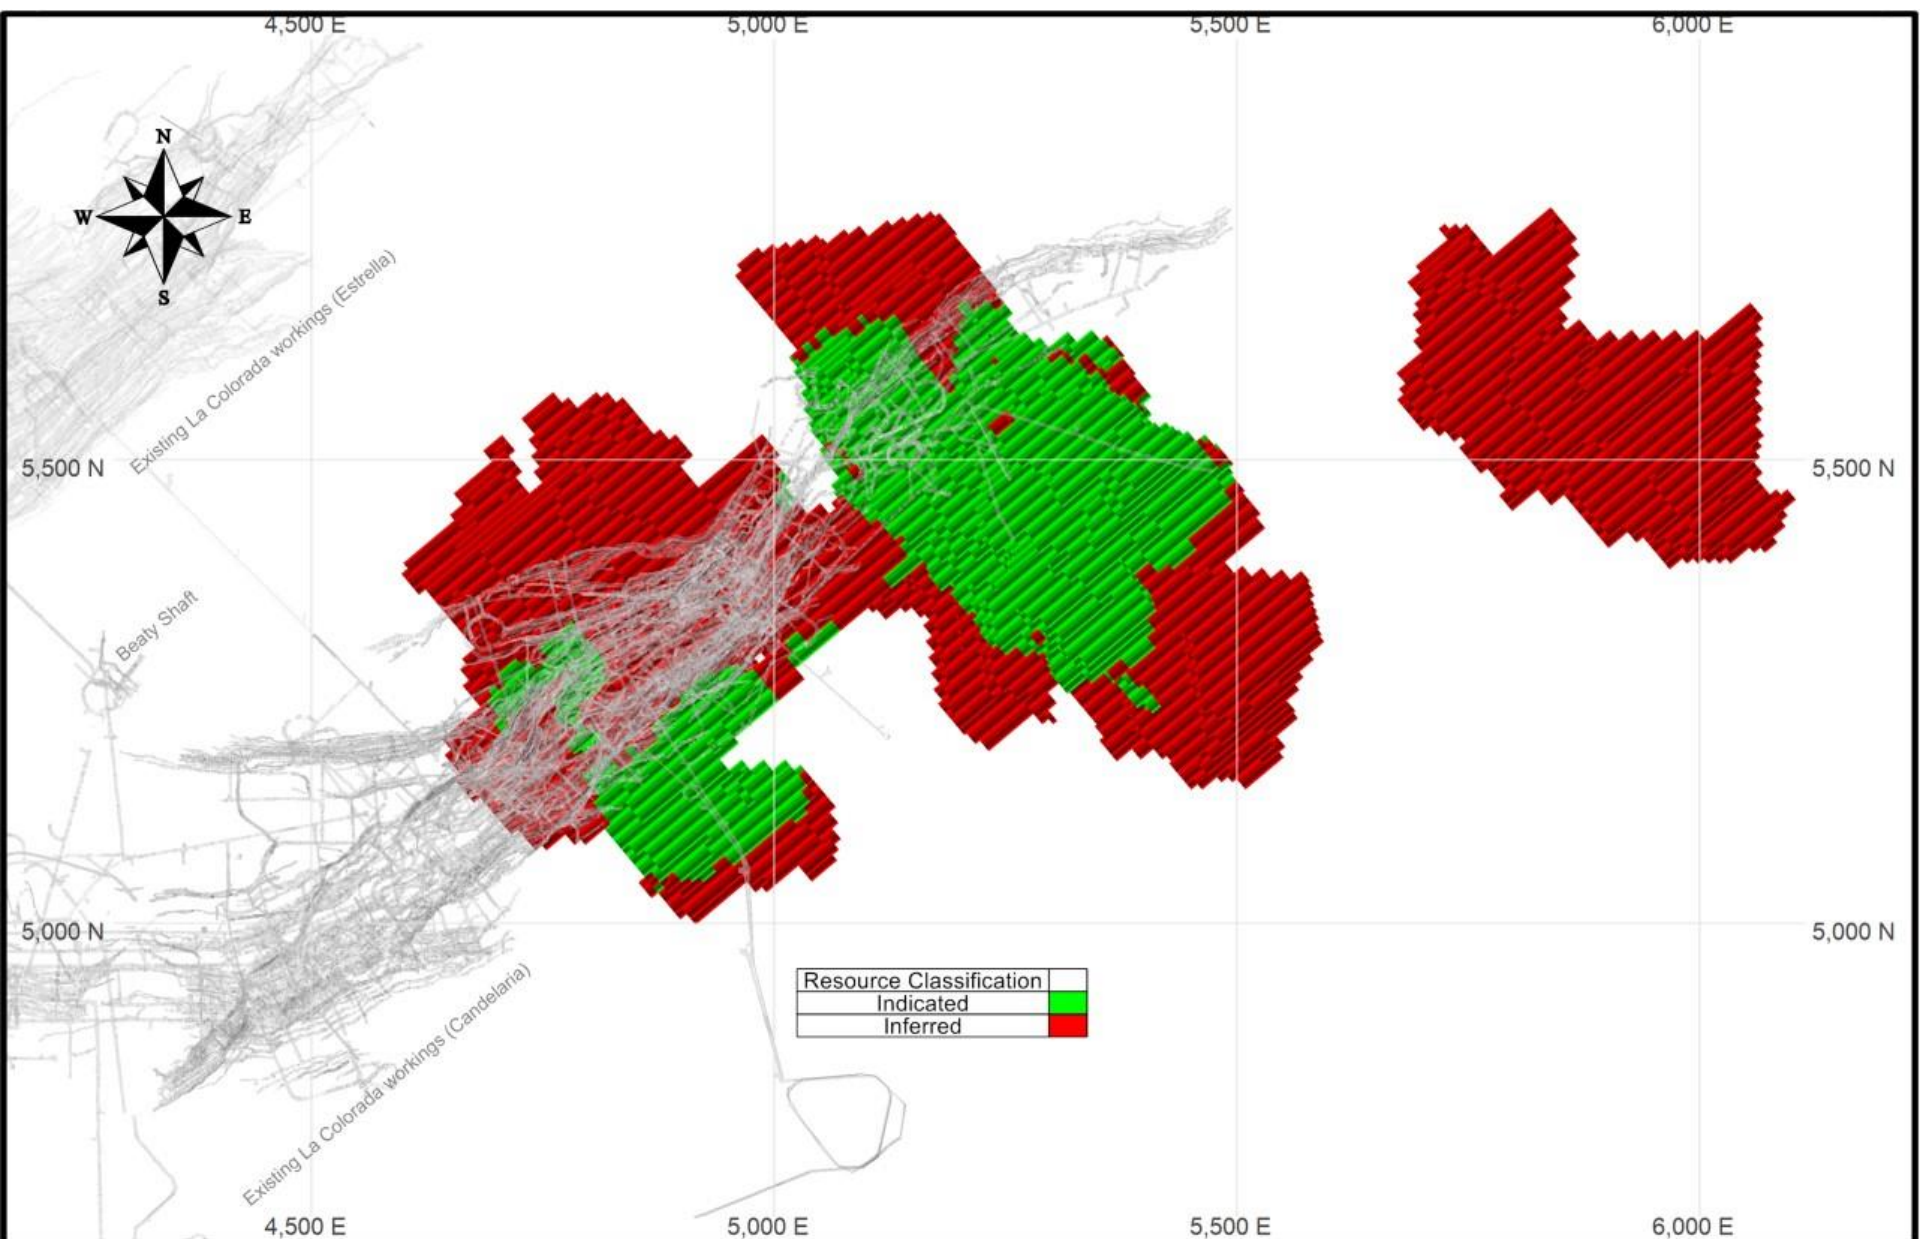 4,500 E
5,000 E
5,500 E
6,000 E
N
W
E
S
Existing La Colorada workings (Estrella)
5,500 N
5,500 N
Beaty Shaft
5,000 N
5,000 N
Existing La Colorada workings (Candelaria)
Resource Classification
Indicated
Inferred
4,500 E
5,000 E
5,500 E
6,000 E